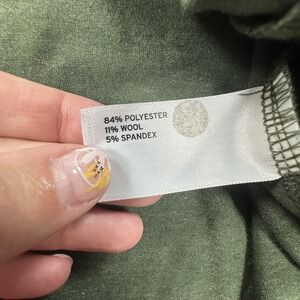 84% POLYESTER
11% WOOL
5% SPANDEX